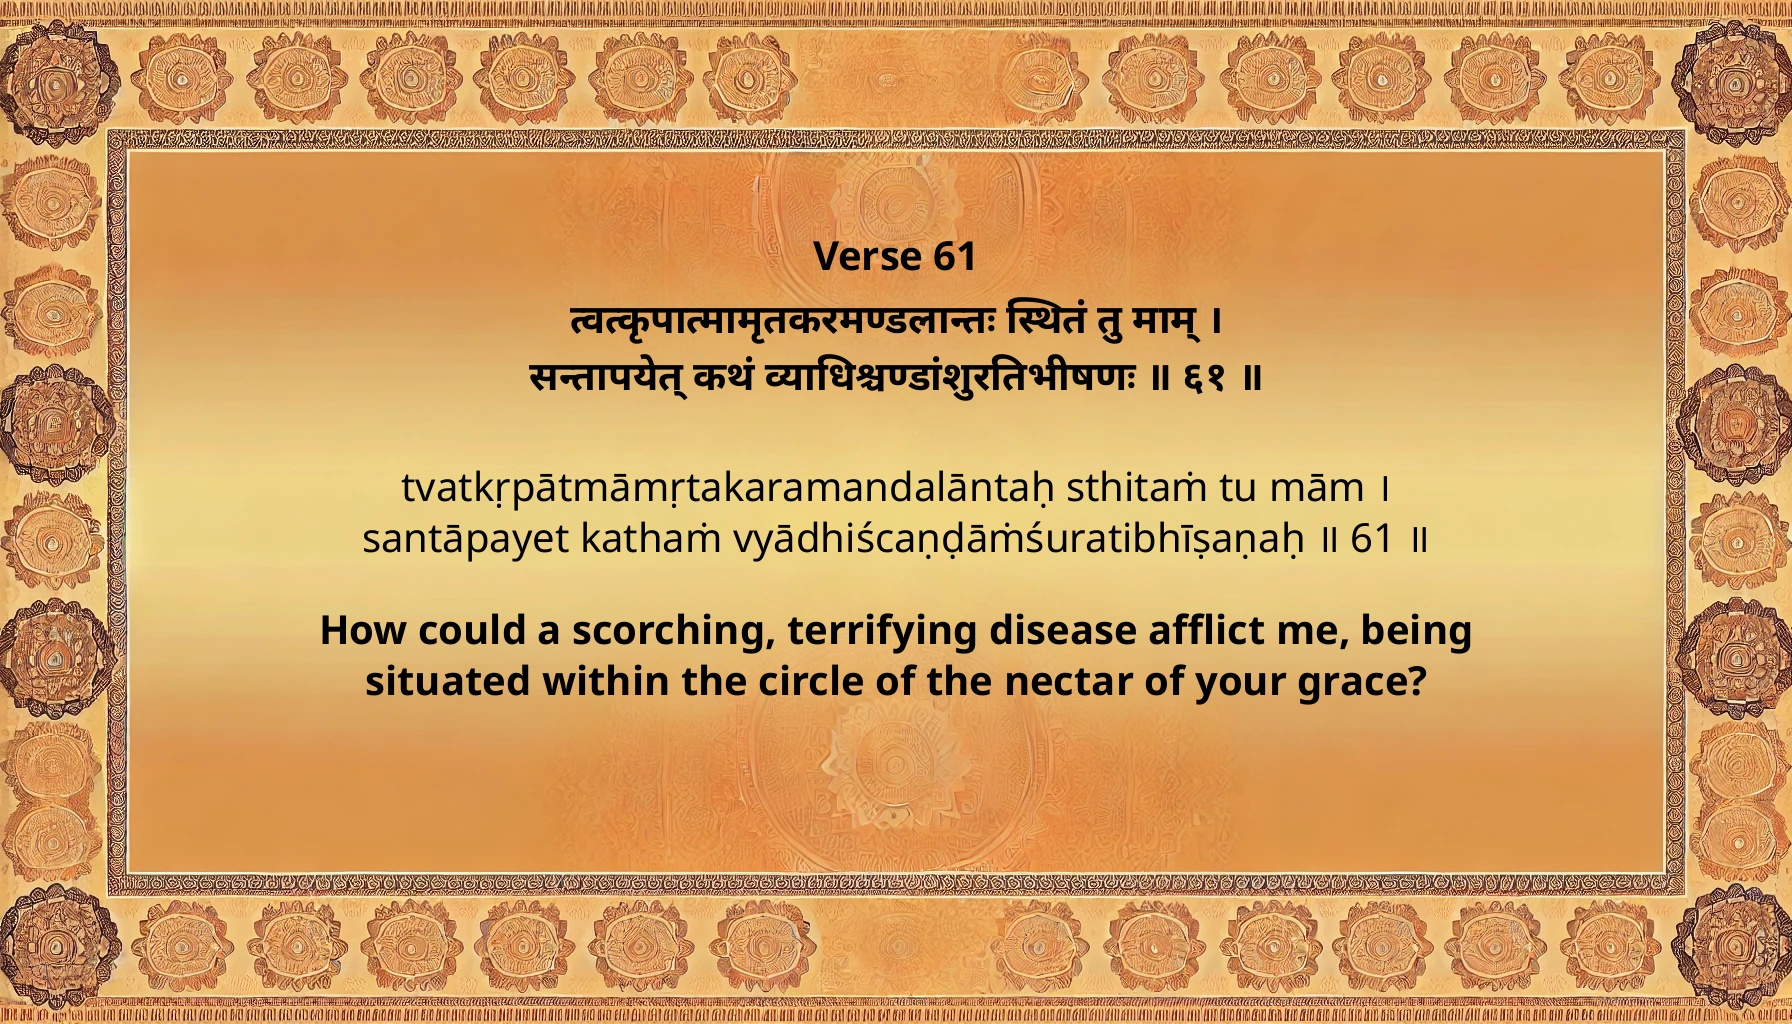 Verse 61
त्वत्कृपात्मामृतकरमण्डलान्तः स्थितं तु माम् ।
सन्तापयेत् कथं व्याधिश्चण्डांशुरतिभीषणः ॥ ६१ ॥
tvatkṛpātmāmṛtakaramandalāntaḥ sthitaṁ tu mām ।
santāpayet kathaṁ vyādhiścaṇḍāṁśuratibhīṣaṇaḥ ॥ 61 ॥
How could a scorching, terrifying disease afflict me, being
situated within the circle of the nectar of your grace?